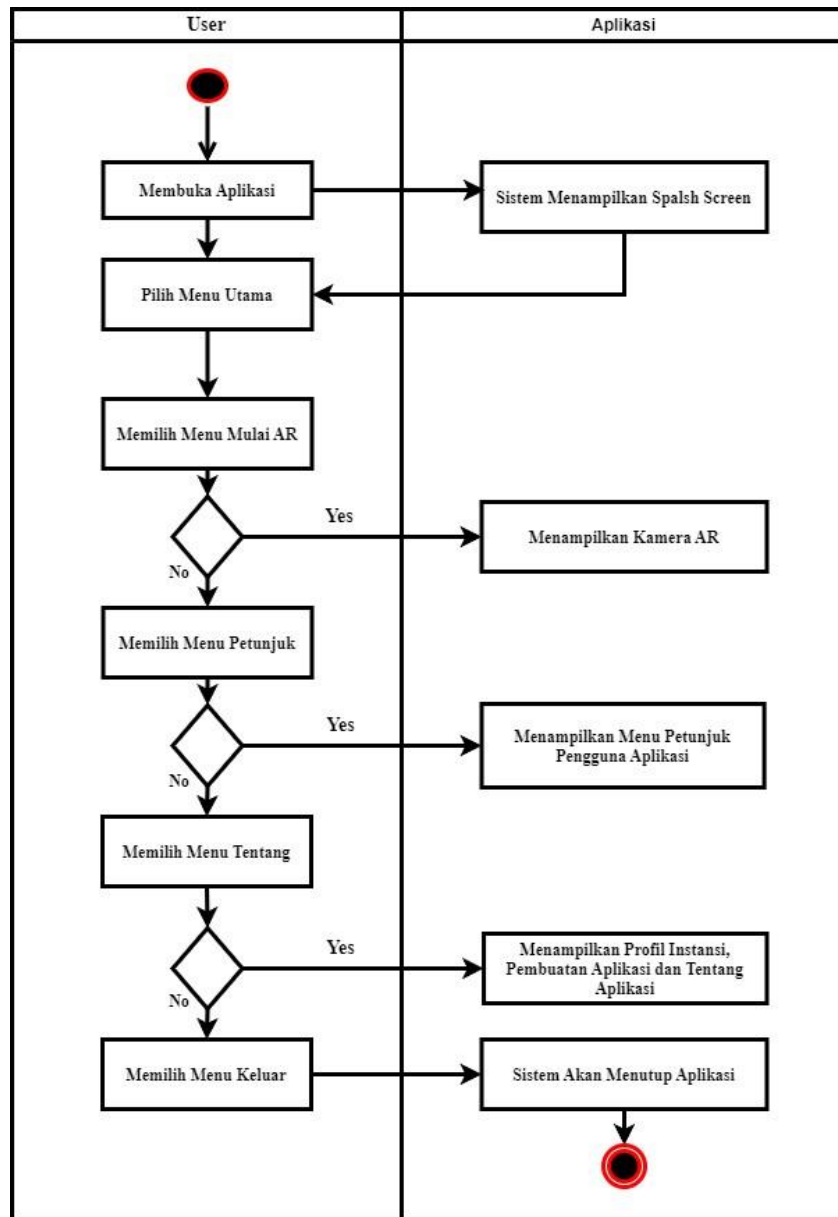 User
Aplikasi
Membuka Aplikasi
Sistem Menampilkan Spalsh Screen
Pilih Menu Utama
Memilih Menu Mulai AR
Yes
Menampilkan Kamera AR
No
Memilih Menu Petunjuk
Yes
Menampilkan Menu Petunjuk
Pengguna Aplikasi
No
Memilih Menu Tentang
Yes
Menampilkan Profil Instansi,
Pembuatan Aplikasi dan Tentang
Aplikasi
No
Memilih Menu Keluar
Sistem Akan Menutup Aplikasi